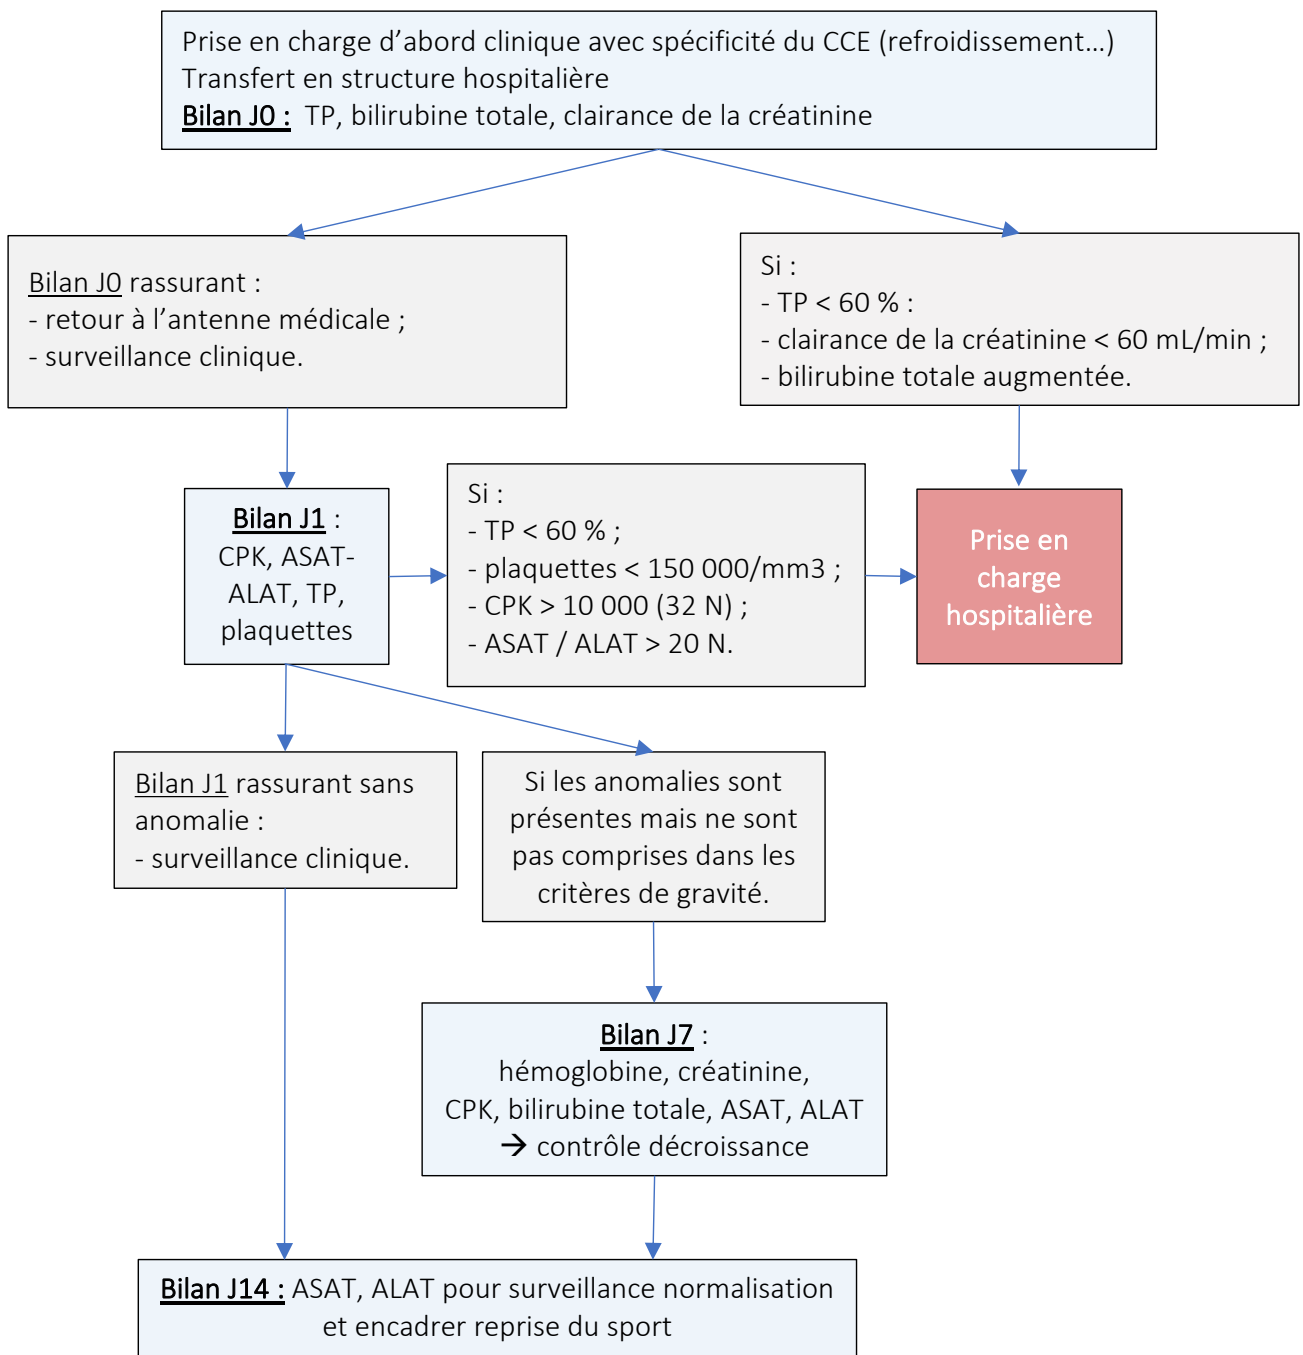 Prise en charge d’abord clinique avec spécificité du CCE (refroidissement…)
Transfert en structure hospitalière
Bilan J0 : TP, bilirubine totale, clairance de la créatinine
Bilan J0 rassurant :
- retour à l’antenne médicale ;
- surveillance clinique.
Si :
- TP < 60 % :
- clairance de la créatinine < 60 mL/min ;
- bilirubine totale augmentée.
Bilan J1 :
CPK, ASAT-
ALAT, TP,
plaquettes
Si :
- TP < 60 % ;
- plaquettes < 150 000/mm3 ;
- CPK > 10 000 (32 N) ;
- ASAT / ALAT > 20 N.
Prise en
charge
hospitalière
Bilan J1 rassurant sans
anomalie :
- surveillance clinique.
Si les anomalies sont
présentes mais ne sont
pas comprises dans les
critères de gravité.
Bilan J7 :
hémoglobine, créatinine,
CPK, bilirubine totale, ASAT, ALAT
→ contrôle décroissance
Bilan J14 : ASAT, ALAT pour surveillance normalisation
et encadrer reprise du sport